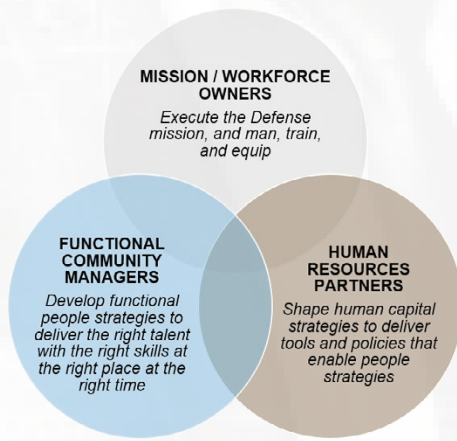 MISSION / WORKFORCE
OWNERS
Execute the Defense
mission, and man, train,
and equip
FUNCTIONAL
COMMUNITY
MANAGERS
Develop functional
people strategies to
deliver the right talent
with the right skills at
the right place at the
right time
HUMAN
RESOURCES
PARTNERS
Shape human capital
strategies to deliver
tools and policies that
enable people
strategies